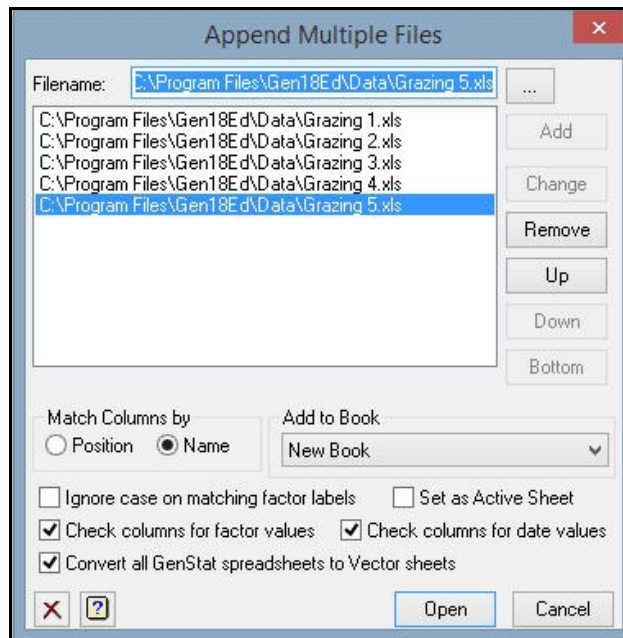 Append Multiple Files
Filename: C:\Program Files\Gen18Ed\Data\Grazing 5.xls ...
C:\Program Files\Gen18Ed\Data\Grazing 1.xls
C:\Program Files\Gen18Ed\Data\Grazing 2.xls
C:\Program Files\Gen18Ed\Data\Grazing 3.xls
C:\Program Files\Gen18Ed\Data\Grazing 4.xls
C:\Program Files\Gen18Ed\Data\Grazing 5.xls
Add
Change
Remove
Up
Down
Bottom
Match Columns by
Position Name
Add to Book
New Book
Ignore case on matching factor labels Set as Active Sheet
Check columns for factor values Check columns for date values
Convert all GenStat spreadsheets to Vector sheets
? Open Cancel